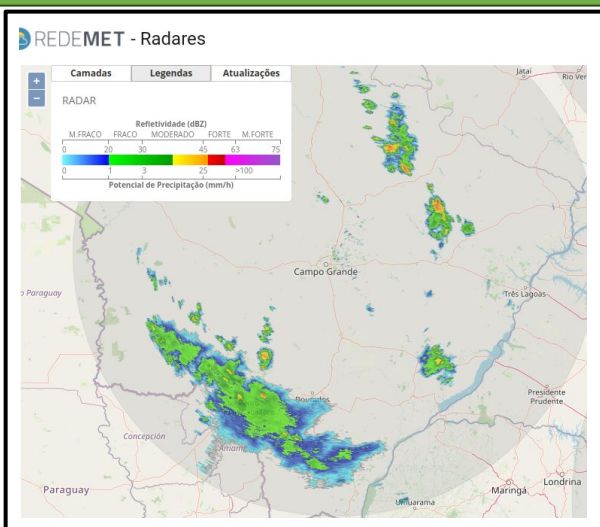 REDEMET - Radares
Camadas Legendas Atualizações
+
−
RADAR
Refletividade (dBZ)
M.FRACO FRACO MODERADO FORTE M.FORTE
0 20 30 45 63 75
0 1 3 25 >100
Potencial de Precipitação (mm/h)
Jataí
Rio Ver
Campo Grande
o Paraguay
Três Lagoas
Presidente
Prudente
Dourados
Concepción
Amamb
Paraguay
Umuarama
Maringá
Londrina